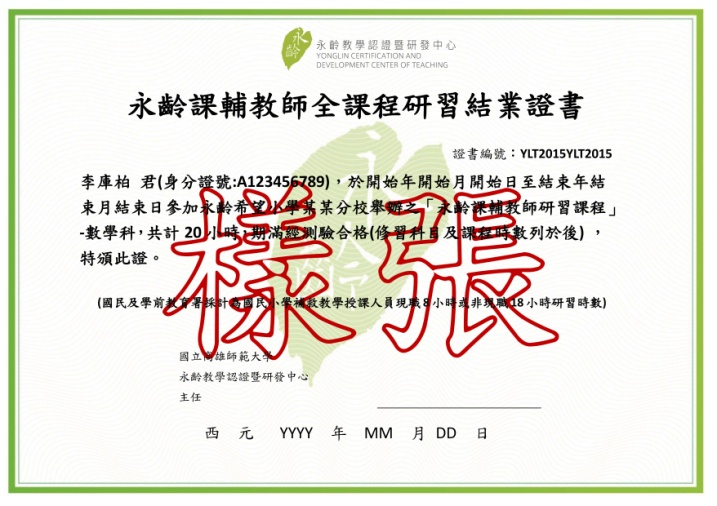 永齡
永齡教學認證暨研發中心
YONGLIN CERTIFICATION AND
DEVELOPMENT CENTER OF TEACHING
永齡課輔教師全課程研習結業證書
證書編號：YLT2015YLT2015
李庫柏 君(身分證號:A123456789)，於開始年開始月開始日至結束年結
束月結束日參加永齡希望小學某某分校舉辦之「永齡課輔教師研習課程」
-數學科，共計 20 小時，期滿經測驗合格(修習科目及課程時數列於後) ，
特頒此證。
樣張
(國民及學前教育署採計為國民小學補救教學授課人員現職 8 小時或非現職 18 小時研習時數)
國立高雄師範大學
永齡教學認證暨研發中心
主任
西 元 YYYY 年 MM 月 DD 日